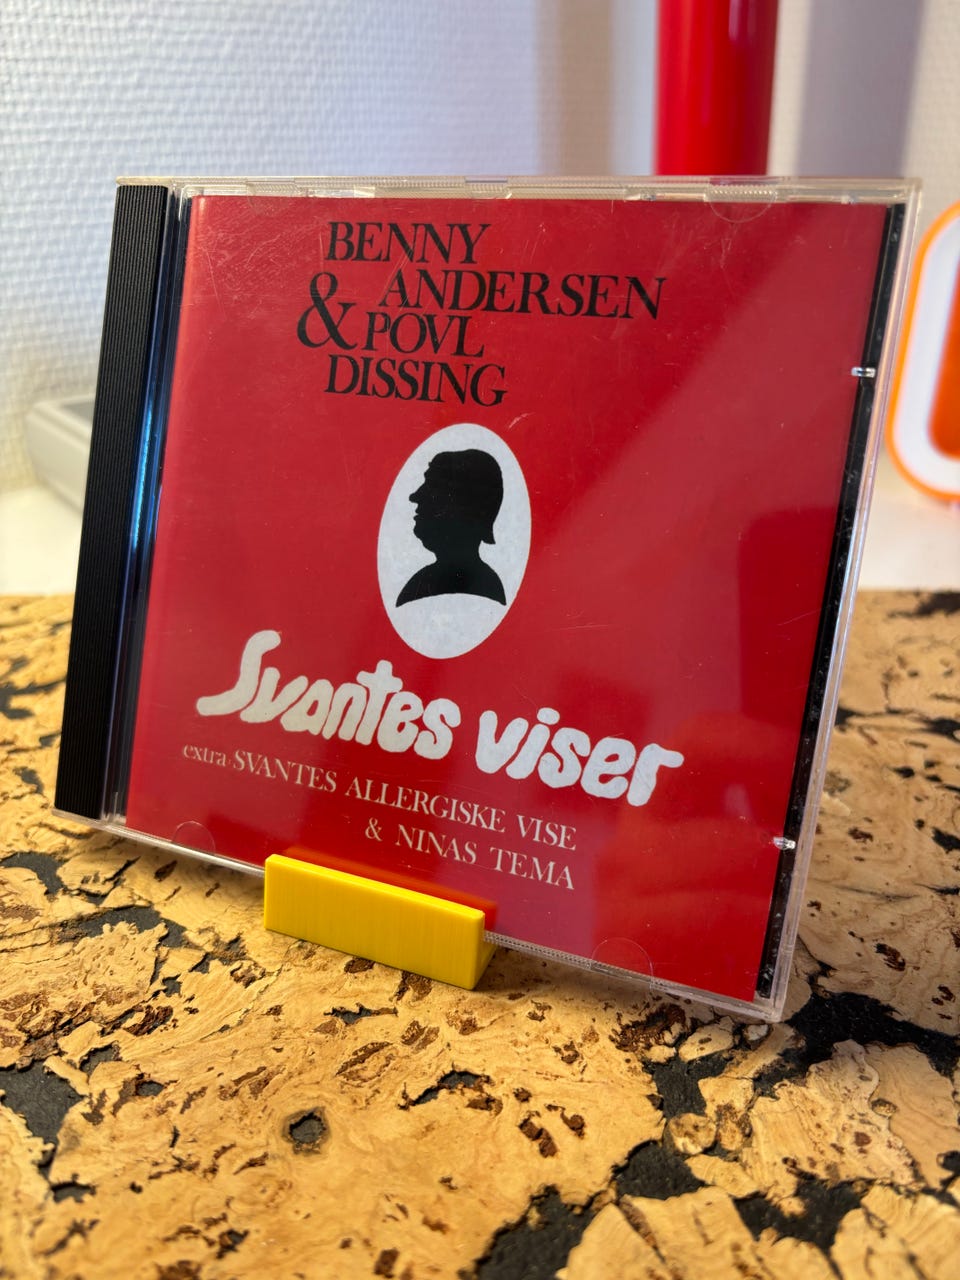 BENNY
ANDERSEN
& POVL
DISSING
Svantes viser
extra SVANTES ALLERGISKE VISE
& NINAS TEMA